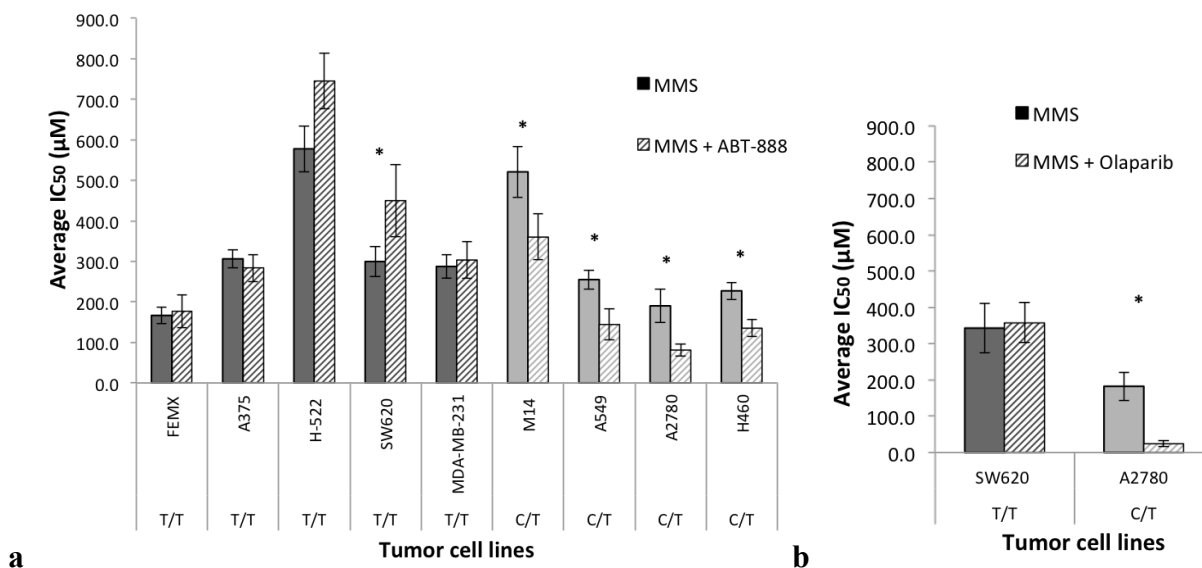 900.0
800.0
700.0
600.0
500.0
400.0
300.0
200.0
100.0
0.0
Average IC50 (µM)
MMS
MMS + ABT-888
*
*
*
*
*
FEMX
A375
H-522
SW620
MDA-MB-231
M14
A549
A2780
H460
T/T
T/T
T/T
T/T
T/T
C/T
C/T
C/T
C/T
Tumor cell lines
a
900.0
800.0
700.0
600.0
500.0
400.0
300.0
200.0
100.0
0.0
Average IC50 (µM)
MMS
MMS + Olaparib
*
SW620
A2780
T/T
C/T
Tumor cell lines
b